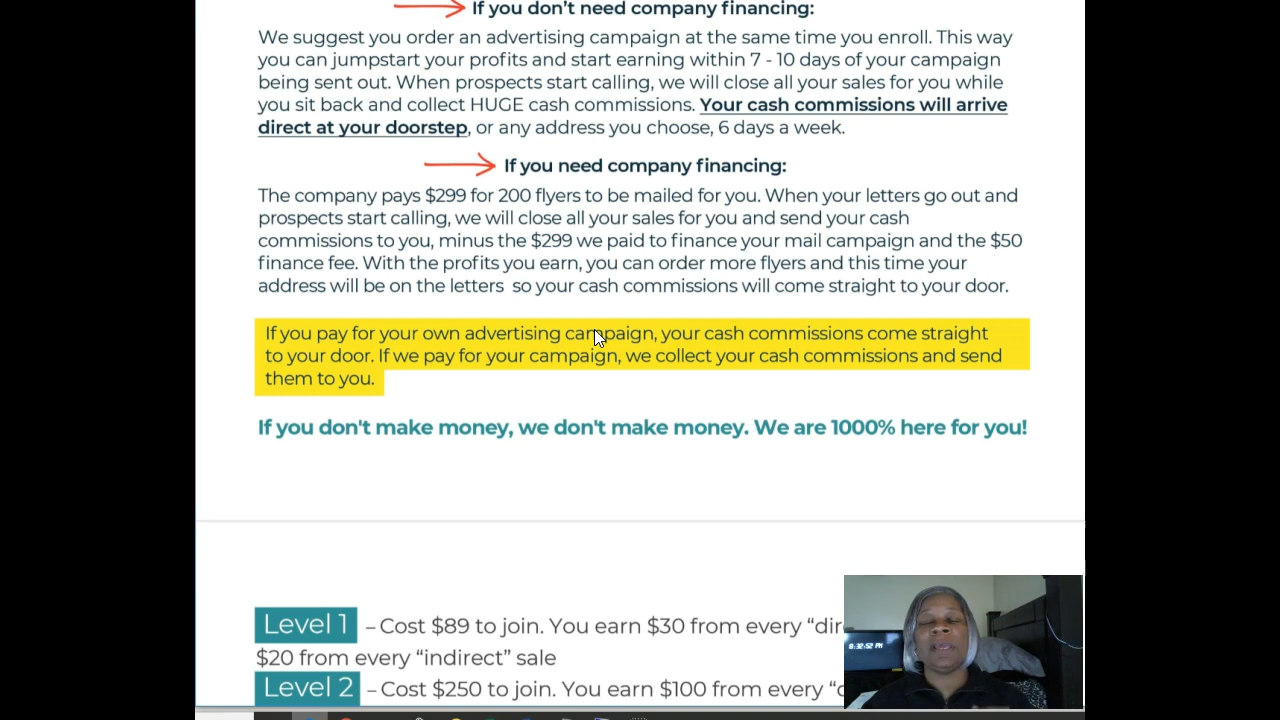 If you don’t need company financing:
We suggest you order an advertising campaign at the same time you enroll. This way
you can jumpstart your profits and start earning within 7 - 10 days of your campaign
being sent out. When prospects start calling, we will close all your sales for you while
you sit back and collect HUGE cash commissions. Your cash commissions will arrive
direct at your doorstep, or any address you choose, 6 days a week.
If you need company financing:
The company pays $299 for 200 flyers to be mailed for you. When your letters go out and
prospects start calling, we will close all your sales for you and send your cash
commissions to you, minus the $299 we paid to finance your mail campaign and the $50
finance fee. With the profits you earn, you can order more flyers and this time your
address will be on the letters so your cash commissions will come straight to your door.
If you pay for your own advertising campaign, your cash commissions come straight
to your door. If we pay for your campaign, we collect your cash commissions and send
them to you.
If you don't make money, we don't make money. We are 1000% here for you!
Level 1 – Cost $89 to join. You earn $30 from every
$20 from every “indirect” sale
Level 2 – Cost $250 to join. You earn $100 from every
8:32:52 PM